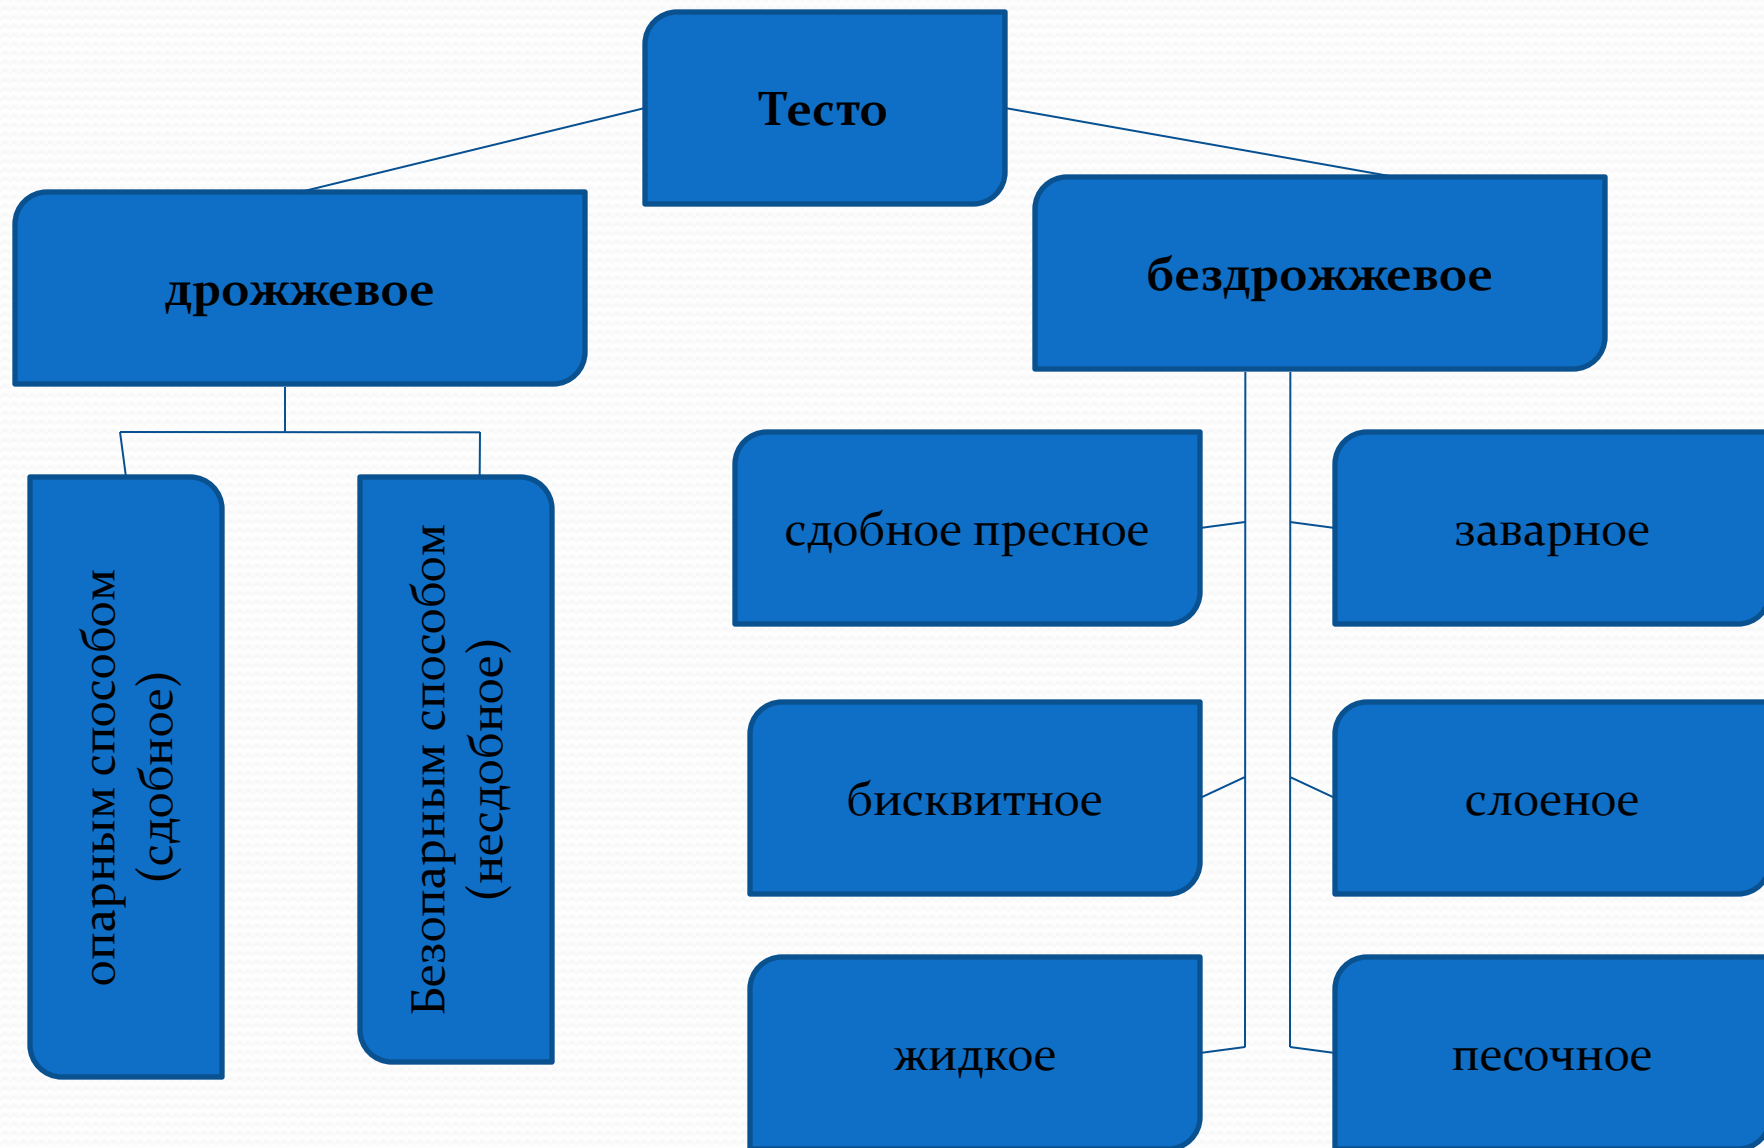 Тесто
дрожжевое
бездрожжевое
опарным способом
(сдобное)
Безопарным способом
(несдобное)
сдобное пресное
заварное
бисквитное
слоеное
жидкое
песочное